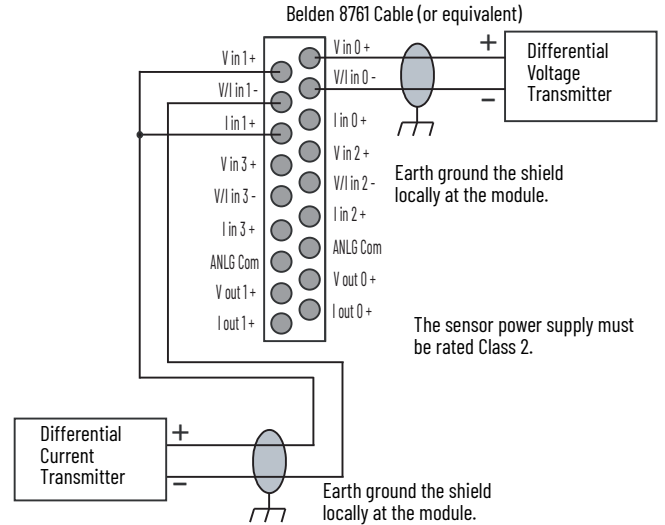 Belden 8761 Cable (or equivalent)
V in 1 +
V/I in 1 -
I in 1 +
V in 3 +
V/I in 3 -
I in 3 +
ANLG Com
V out 1 +
I out 1 +
V in 0 +
V/I in 0 -
I in 0 +
V in 2 +
V/I in 2 -
I in 2 +
ANLG Com
V out 0 +
I out 0 +
+
−
Differential
Voltage
Transmitter
Earth ground the shield
locally at the module.
The sensor power supply must
be rated Class 2.
Differential
Current
Transmitter
+
−
Earth ground the shield
locally at the module.